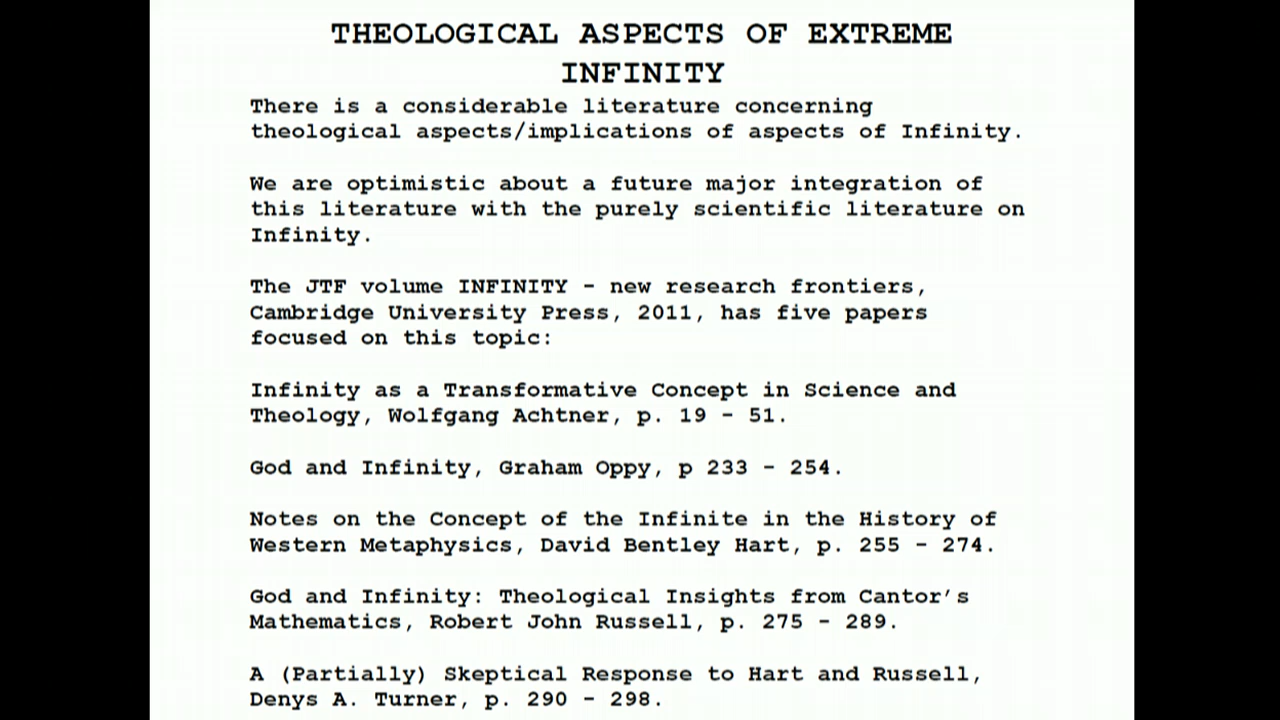 THEOLOGICAL ASPECTS OF EXTREME
INFINITY
There is a considerable literature concerning
theological aspects/implications of aspects of Infinity.
We are optimistic about a future major integration of
this literature with the purely scientific literature on
Infinity.
The JTF volume INFINITY - new research frontiers,
Cambridge University Press, 2011, has five papers
focused on this topic:
Infinity as a Transformative Concept in Science and
Theology, Wolfgang Achtner, p. 19 - 51.
God and Infinity, Graham Oppy, p 233 - 254.
Notes on the Concept of the Infinite in the History of
Western Metaphysics, David Bentley Hart, p. 255 - 274.
God and Infinity: Theological Insights from Cantor's
Mathematics, Robert John Russell, p. 275 - 289.
A (Partially) Skeptical Response to Hart and Russell,
Denys A. Turner, p. 290 - 298.